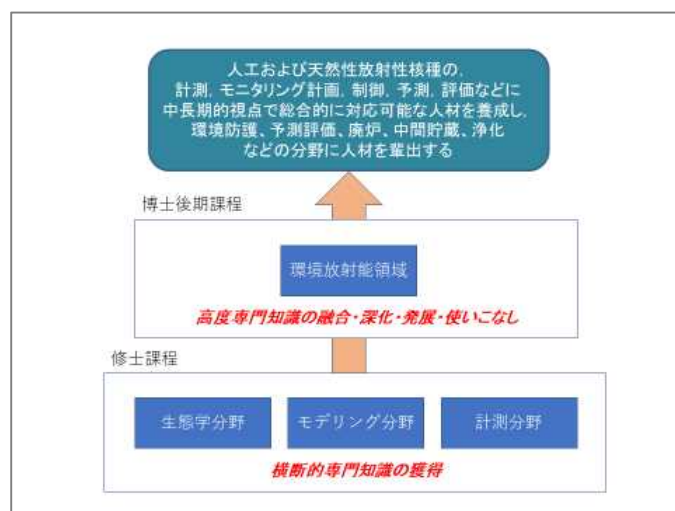 人工および天然性放射性核種の,
計測, モニタリング計画, 制御, 予測, 評価などに
中長期的視点で総合的に対応可能な人材を養成し,
環境防護、予測評価、廃炉、中間貯蔵、浄化
などの分野に人材を輩出する
博士後期課程
環境放射能領域
高度専門知識の融合・深化・発展・使いこなし
修士課程
生態学分野 モデリング分野 計測分野
横断的専門知識の獲得